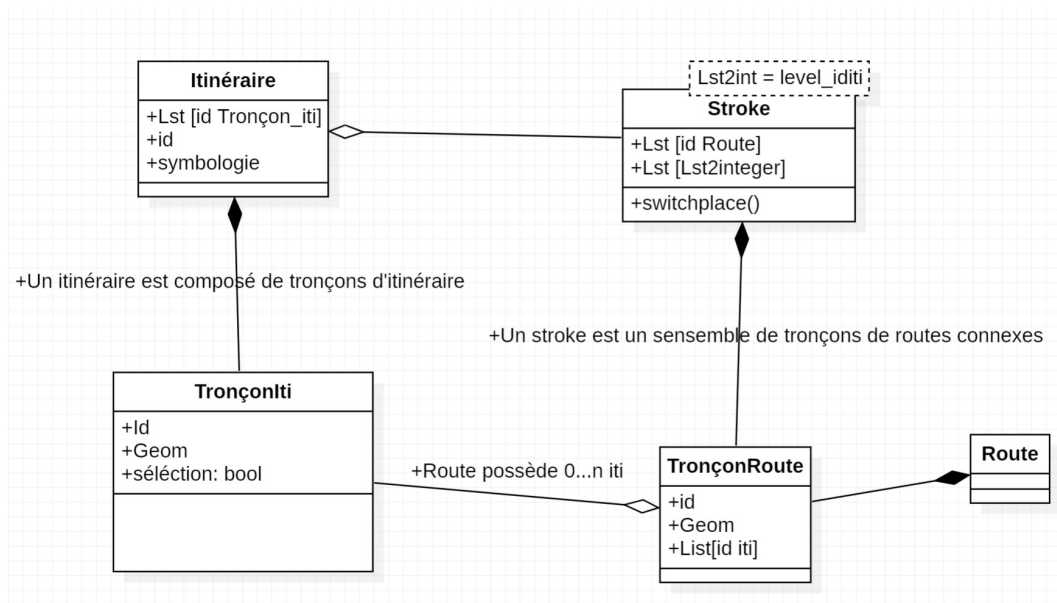 Itinéraire
+Lst [id Tronçon_iti]
+id
+symbologie
Lst2int = level_iditi
Stroke
+Lst [id Route]
+Lst [Lst2integer]
+switchplace()
+Un itinéraire est composé de tronçons d'itinéraire
+Un stroke est un sensemble de tronçons de routes connexes
TronçonIti
+Id
+Geom
+séléction: bool
+Route possède 0...n iti
TronçonRoute
+id
+Geom
+List[id iti]
Route